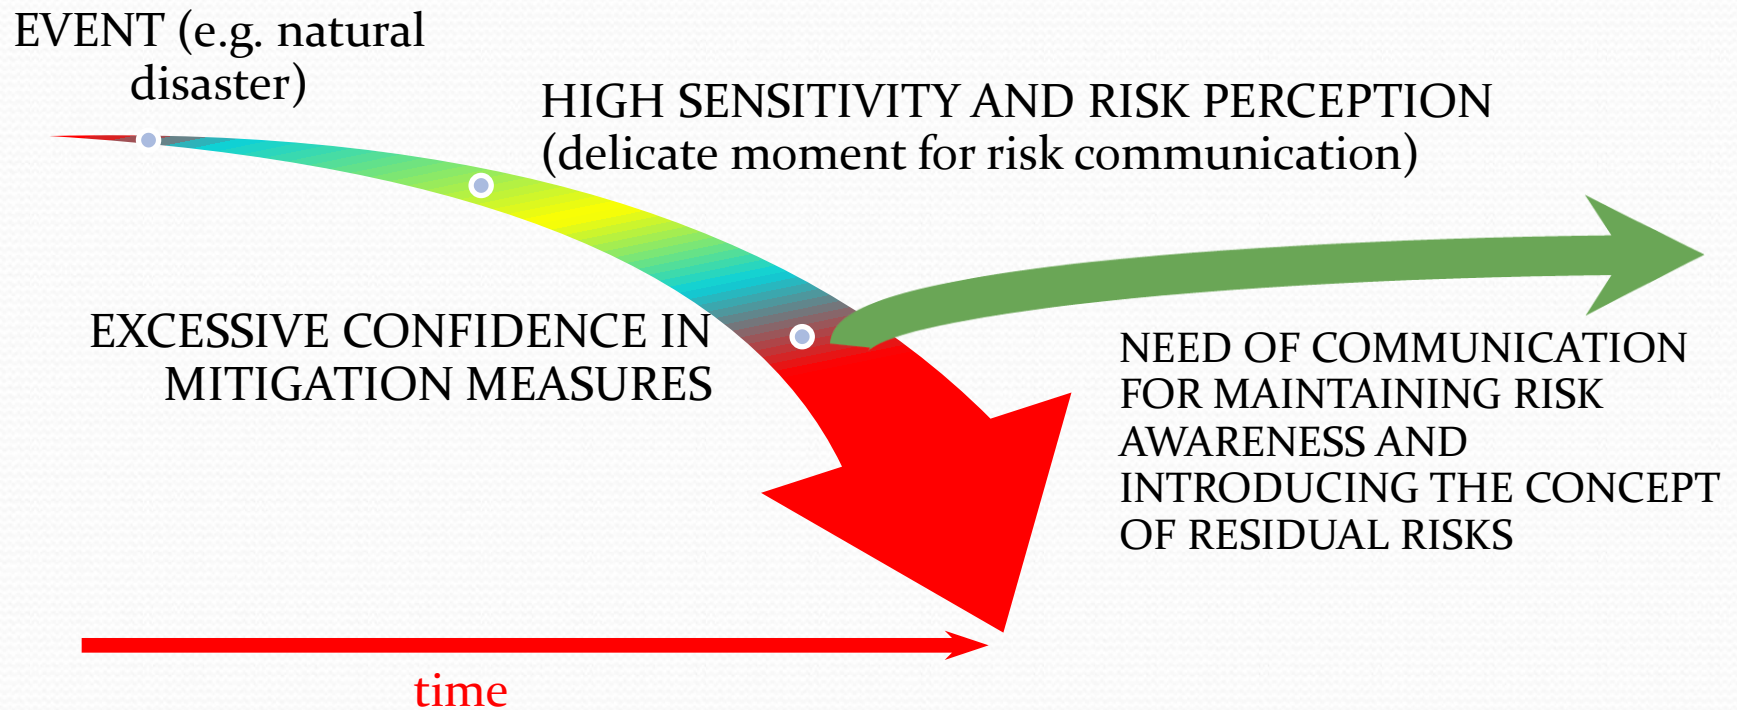 EVENT (e.g. natural
disaster)
HIGH SENSITIVITY AND RISK PERCEPTION
(delicate moment for risk communication)
EXCESSIVE CONFIDENCE IN
MITIGATION MEASURES
NEED OF COMMUNICATION
FOR MAINTAINING RISK
AWARENESS AND
INTRODUCING THE CONCEPT
OF RESIDUAL RISKS
time